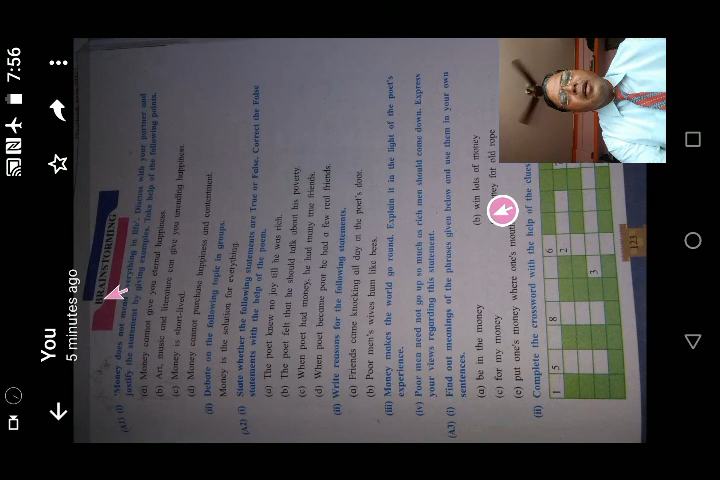 7:56
You
5 minutes ago
BRAINSTORMING
(A1) (i) 'Money does not mean everything in life'. Discuss with your partner and
justify the statement by giving examples. Take help of the following points.
(a) Money cannot give you eternal happiness.
(b) Art, music and literature can give you unending happiness
(c) Money is short-lived.
(d) Money cannot purchase happiness and contentment.
(ii) Debate on the following topic in groups.
Money is the solution for everything.
(A2) (i) State whether the following statements are True or False. Correct the False
statements with the help of the poem.
(a) The poet knew no joy till he was rich.
(b) The poet felt that he should talk about his poverty.
(c) When poet had money, he had many true friends.
(d) When poet became poor he had a few real friends.
(ii) Write reasons for the following statements.
(a) Friends come knocking all day at the poet's door.
(b) Poor men's wives hum like bees.
(iii) Money makes the world go round. Explain it in the light of the poet's
experience.
(iv) Poor men need not go up so much as rich men should come down. Express
your views regarding this statement.
(A3) (i) Find out meanings of the phrases given below and use them in your own
sentences.
(a) be in the money (b) win lots of money
(c) for my money for old rope
(e) put one's money where one's mouth
(ii) Complete the crossword with the help of the clues
1 5 8 6
2
3
123